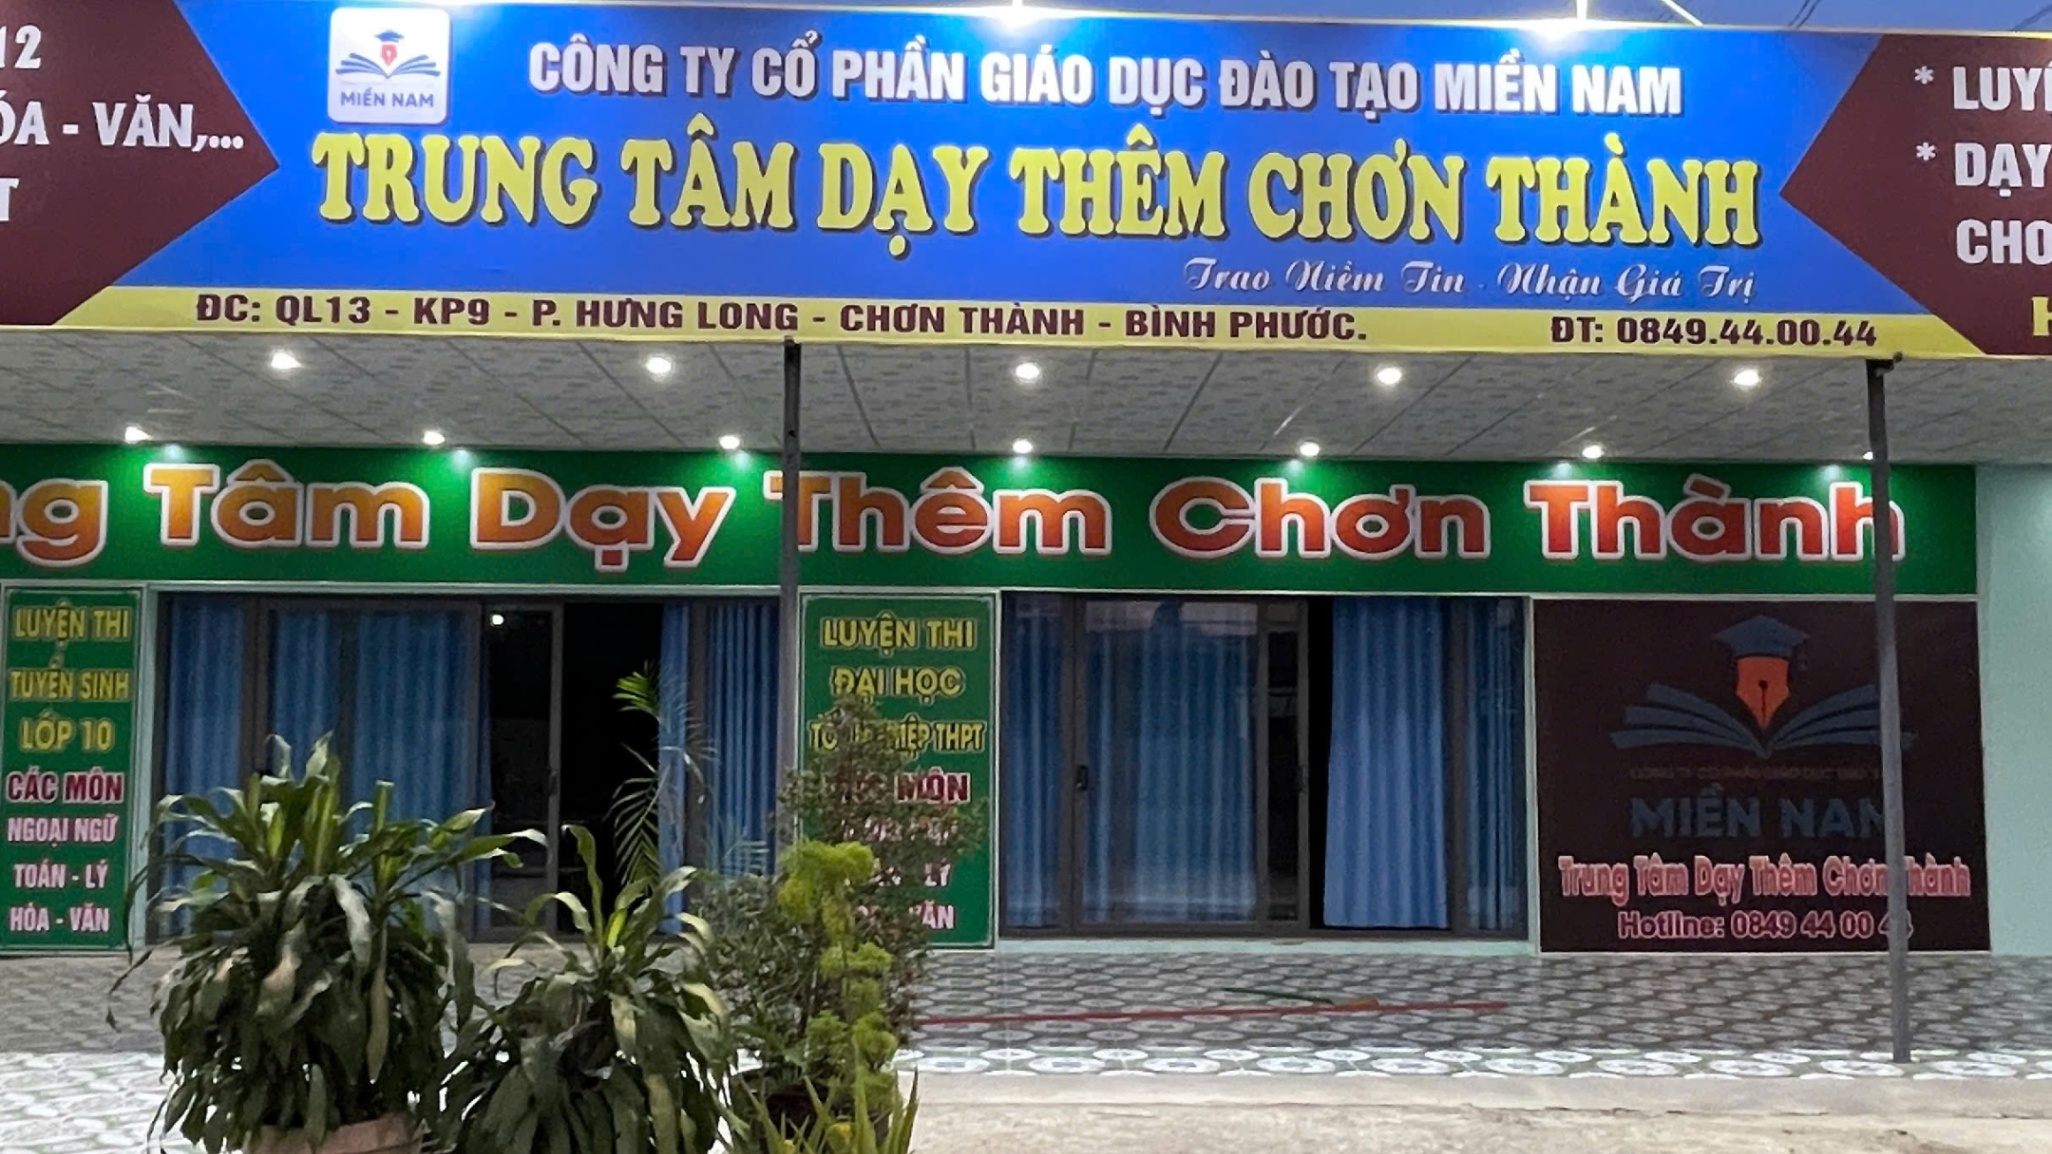 12
ÓA - VĂN,...
T
MIỀN NAM
CÔNG TY CỔ PHẦN GIÁO DỤC ĐÀO TẠO MIỀN NAM
TRUNG TÂM DẠY THÊM CHƠN THÀNH
Trao Niềm Tin - Nhận Giá Trị
ĐC: QL13 - KP9 - P. HƯNG LONG - CHƠN THÀNH - BÌNH PHƯỚC.
ĐT: 0849.44.00.44
* LUYỆ
* DẠY
CHO
H
ng Tâm Dạy Thêm Chơn Thành
LUYỆN THI
TUYỂN SINH
LỚP 10
CÁC MÔN
NGOẠI NGỮ
TOÁN - LÝ
HÓA - VĂN
LUYỆN THI
ĐẠI HỌC
THPT
MÔN
LÝ
VĂN
MIỀN NAM
Trung Tâm Dạy Thêm Chơn Thành
Hotline: 0849 44 00 4